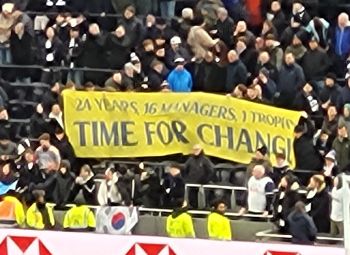 24 YEARS, 16 MANAGERS, 1 TROPHY
TIME FOR CHANGE